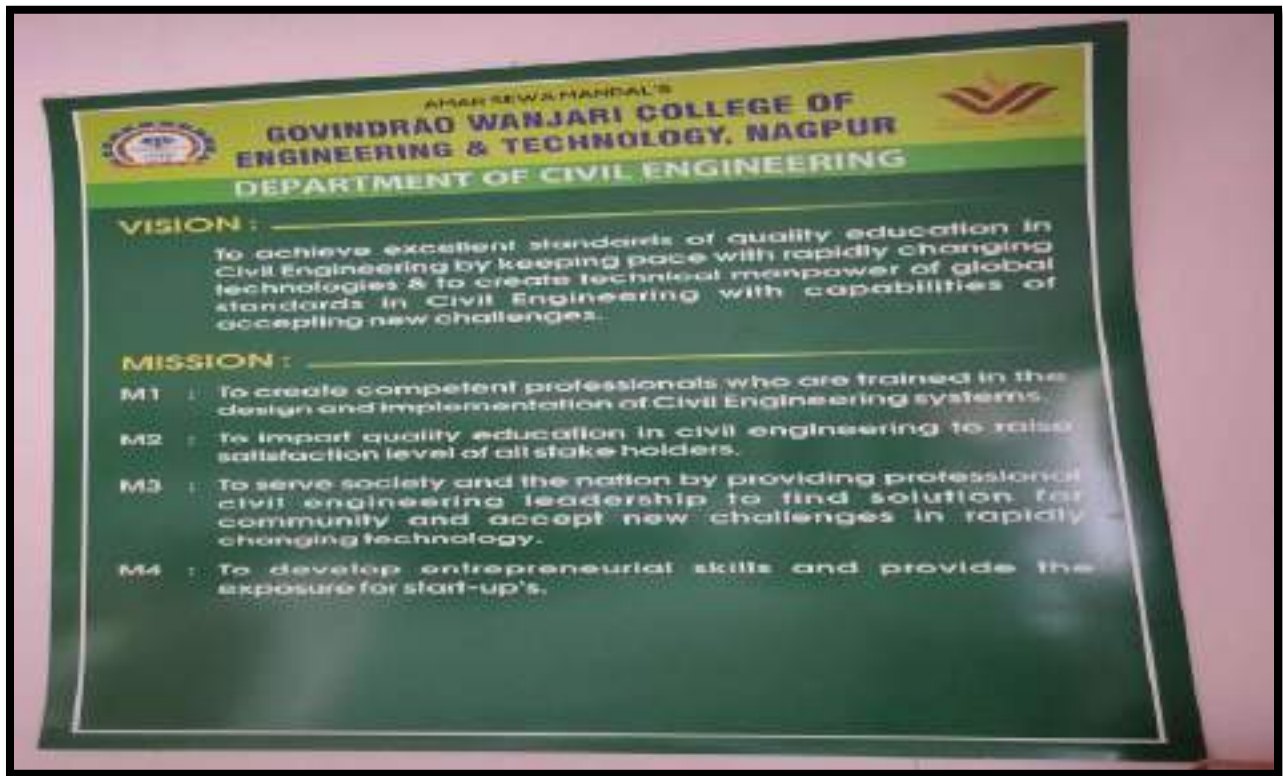 AMAR SEWA MANDAL'S
GOVINDRAO WANJARI COLLEGE OF
ENGINEERING & TECHNOLOGY, NAGPUR
DEPARTMENT OF CIVIL ENGINEERING
VISION :
To achieve excellent standards of quality education in
Civil Engineering by keeping pace with rapidly changing
technologies & to create technical manpower of global
standards in Civil Engineering with capabilities of
accepting new challenges.
MISSION :
M1 : To create competent professionals who are trained in the
design and implementation of Civil Engineering systems.
M2 : To impart quality education in civil engineering to raise
satisfaction level of all stake holders.
M3 : To serve society and the nation by providing professional
civil engineering leadership to find solution for
community and accept new challenges in rapidly
changing technology.
M4 : To develop entrepreneurial skills and provide the
exposure for start-up's.